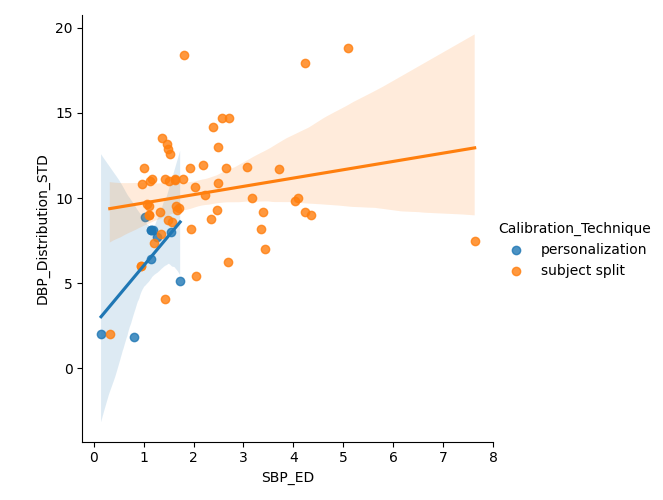 20
15
10
5
0
DBP_Distribution_STD
0 1 2 3 4 5 6 7 8
SBP_ED
Calibration_Technique
personalization
subject split